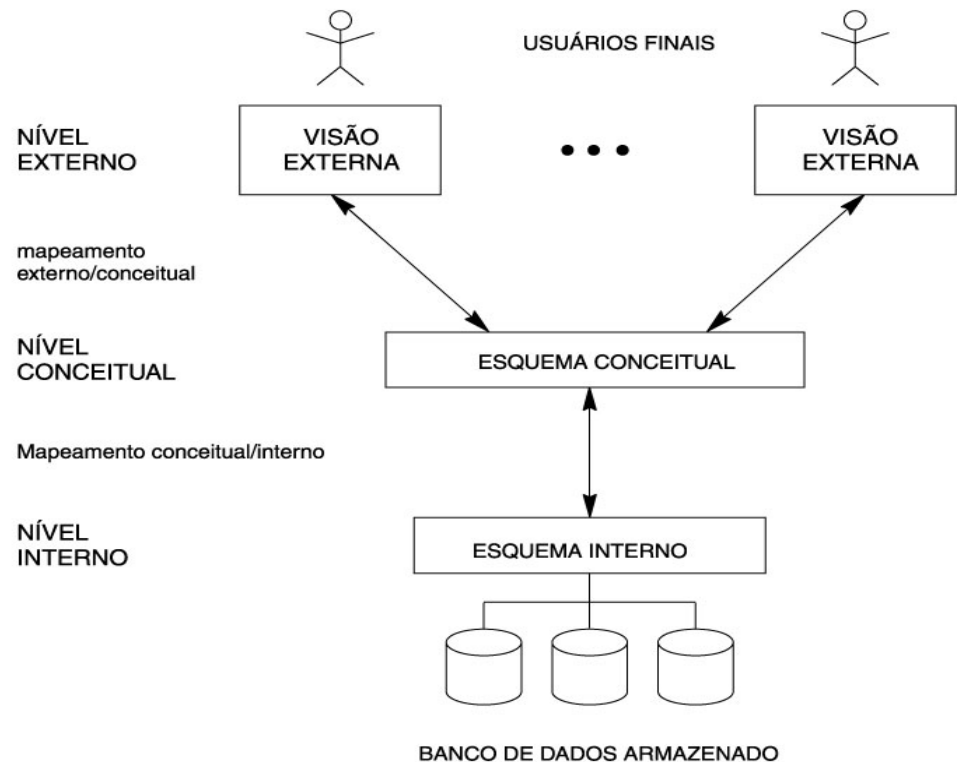 USUÁRIOS FINAIS
NÍVEL
EXTERNO
VISÃO
EXTERNA
VISÃO
EXTERNA
mapeamento
externo/conceitual
NÍVEL
CONCEITUAL
ESQUEMA CONCEITUAL
Mapeamento conceitual/interno
NÍVEL
INTERNO
ESQUEMA INTERNO
BANCO DE DADOS ARMAZENADO